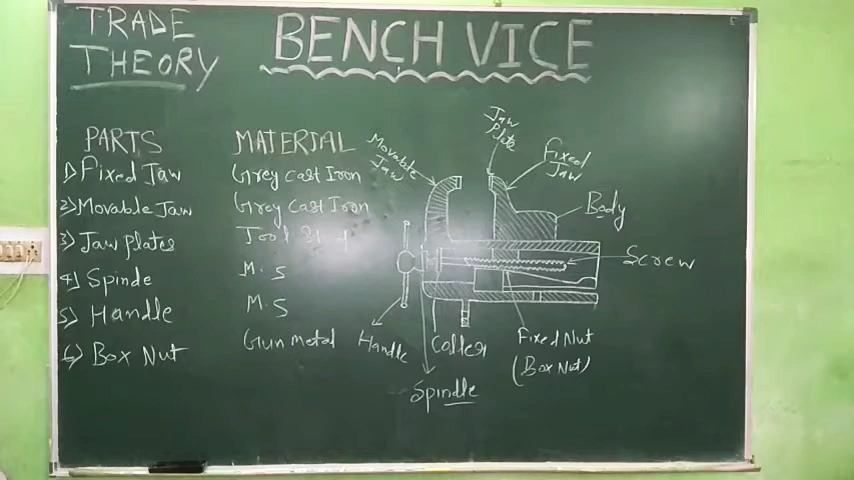 TRADE
THEORY
BENCH VICE
PARTS MATERIAL
1) Fixed Jaw Grey cast Iron
2) Movable Jaw Grey cast Iron
3) Jaw plates Tool
4) Spinde M.S
5) Handle M.S
6) Box Nut Gun metal
Movable
Jaw
Jaw
Plate
Fixed
Jaw
Body
Screw
Handle
Coller
Fixed Nut
(Box Nut)
Spindle